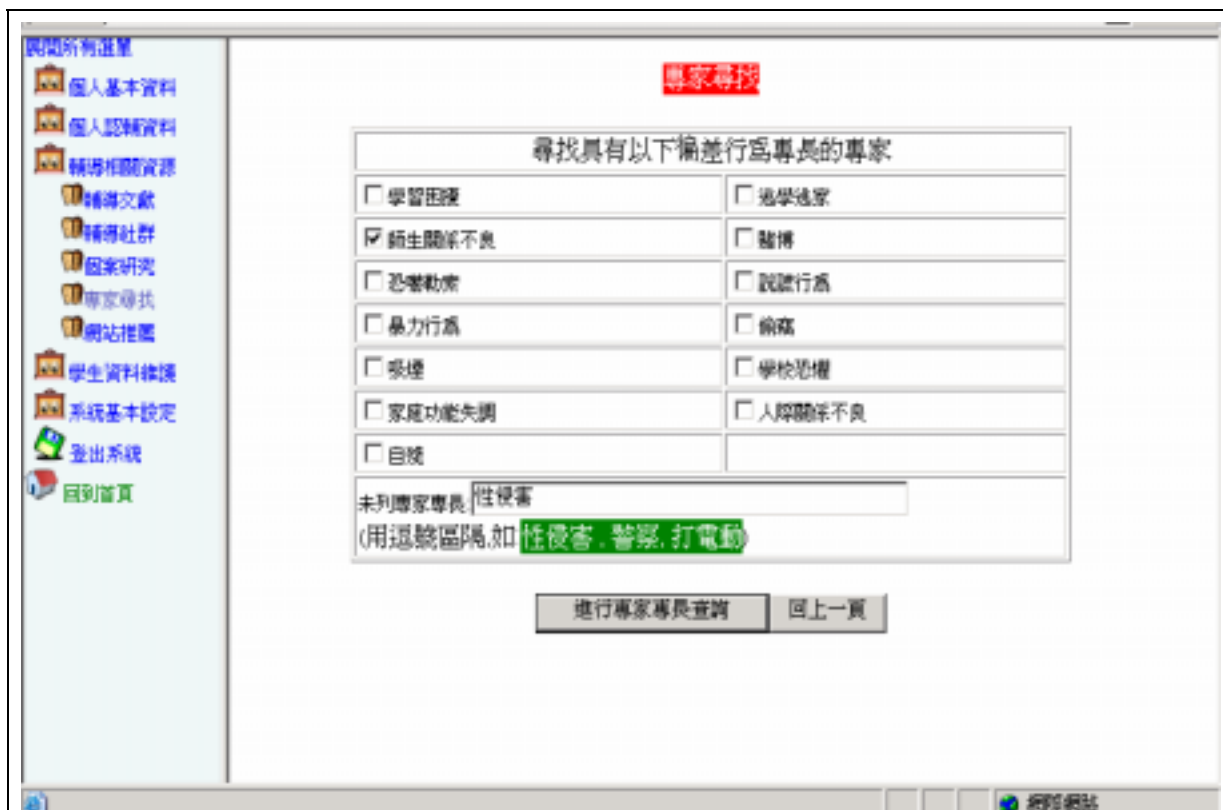 展開所有選單
個人基本資料
個人認輔資料
輔導相關資源
輔導文獻
輔導社群
個案研究
專家尋找
網站推薦
學生資料維護
系統基本設定
登出系統
回到首頁
專家尋找
尋找具有以下偏差行為專長的專家
學習困擾 逃學逃家
師生關係不良 賭博
恐嚇勒索 說謊行為
暴力行為 偷竊
吸煙 學校恐懼
家庭功能失調 人際關係不良
自殘
未列專家專長 性侵害
(用逗號區隔,如 性侵害 , 警察, 打電動)
進行專家專長查詢 回上一頁
網際網路